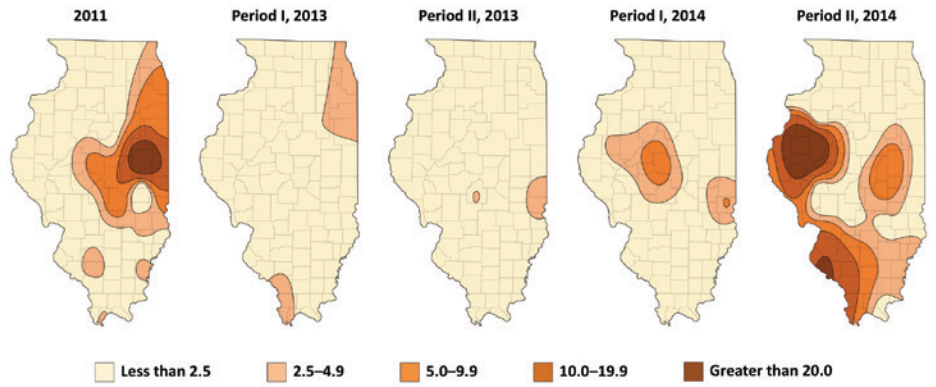 2011
Period I, 2013
Period II, 2013
Period I, 2014
Period II, 2014
Less than 2.5
2.5–4.9
5.0–9.9
10.0–19.9
Greater than 20.0